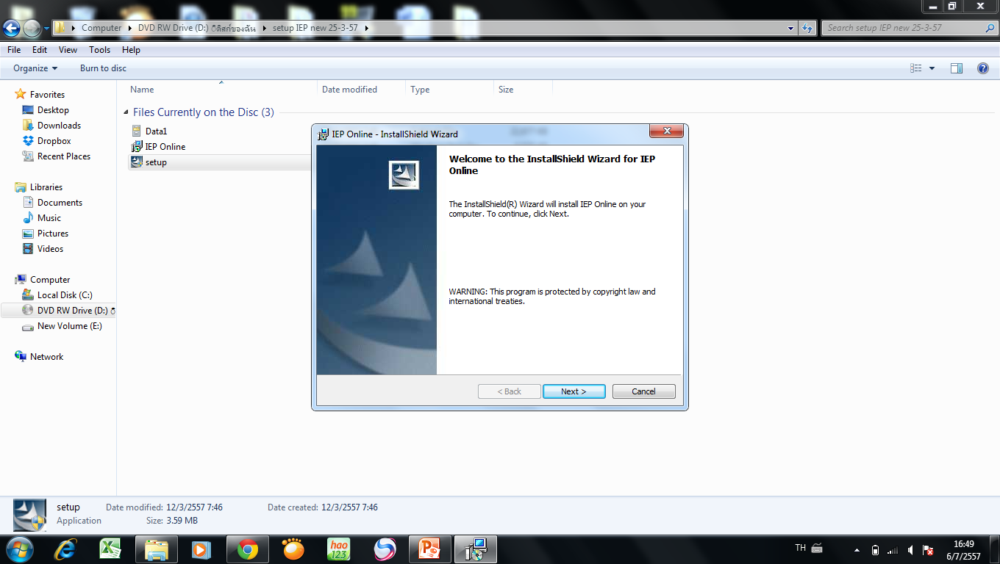 Computer ▸ DVD RW Drive (D:) ิดิสก์ของฉัน ▸ setup IEP new 25-3-57 ▸
Search setup IEP new 25-3-57
File Edit View Tools Help
Organize Burn to disc
Name Date modified Type Size
Favorites
Desktop
Downloads
Dropbox
Recent Places
Libraries
Documents
Music
Pictures
Videos
Computer
Local Disk (C:)
DVD RW Drive (D:)
New Volume (E:)
Network
Files Currently on the Disc (3)
Data1
IEP Online
setup
IEP Online - InstallShield Wizard
Welcome to the InstallShield Wizard for IEP
Online
The InstallShield(R) Wizard will install IEP Online on your
computer. To continue, click Next.
WARNING: This program is protected by copyright law and
international treaties.
< Back Next > Cancel
setup Date modified: 12/3/2557 7:46 Date created: 12/3/2557 7:46
Application Size: 3.59 MB
hao
123
TH
16:49
6/7/2557